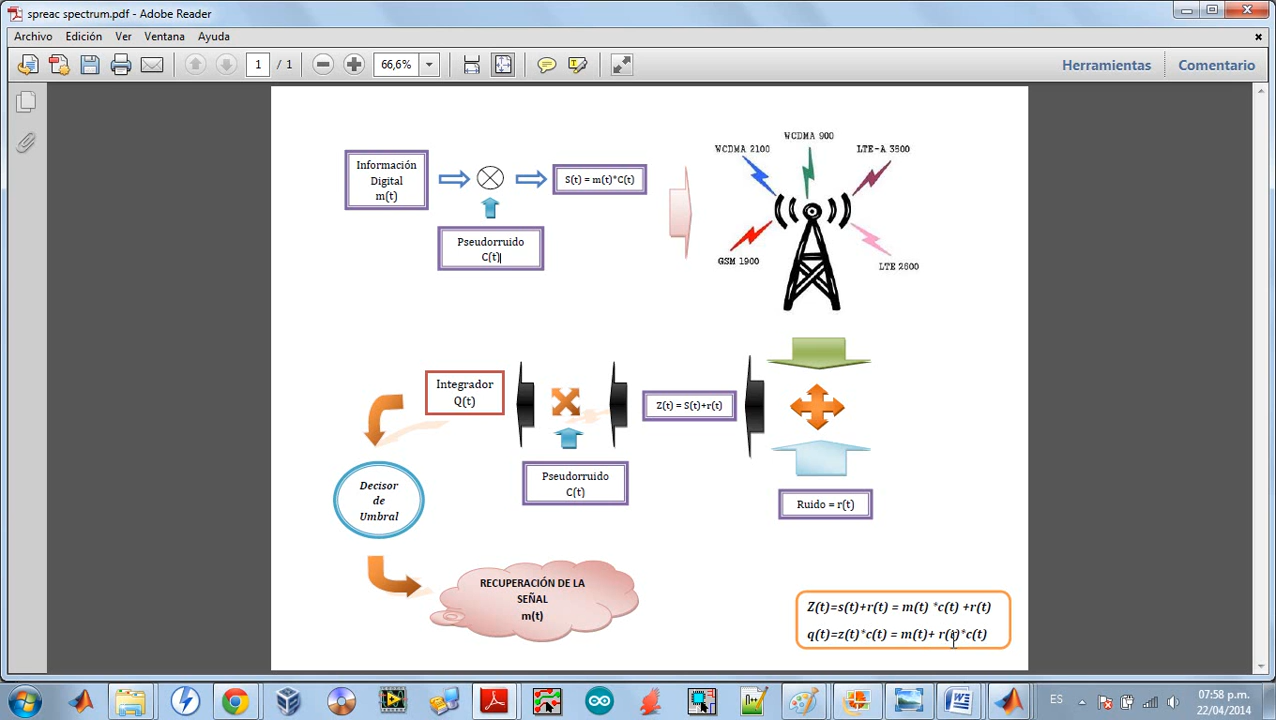 spreac spectrum.pdf - Adobe Reader
Archivo Edición Ver Ventana Ayuda
1 / 1
66,6%
Herramientas Comentario
WCDMA 900
WCDMA 2100
LTE-A 3500
Información
Digital
m(t)
S(t) = m(t)*C(t)
Pseudorruido
C(t)
GSM 1900
LTE 2600
Integrador
Q(t)
Z(t) = S(t)+r(t)
Decisor
de
Umbral
Pseudorruido
C(t)
Ruido = r(t)
RECUPERACIÓN DE LA
SEÑAL
m(t)
Z(t)=s(t)+r(t) = m(t) *c(t) +r(t)
q(t)=z(t)*c(t) = m(t)+ r(t)*c(t)
ES
07:58 p.m.
22/04/2014